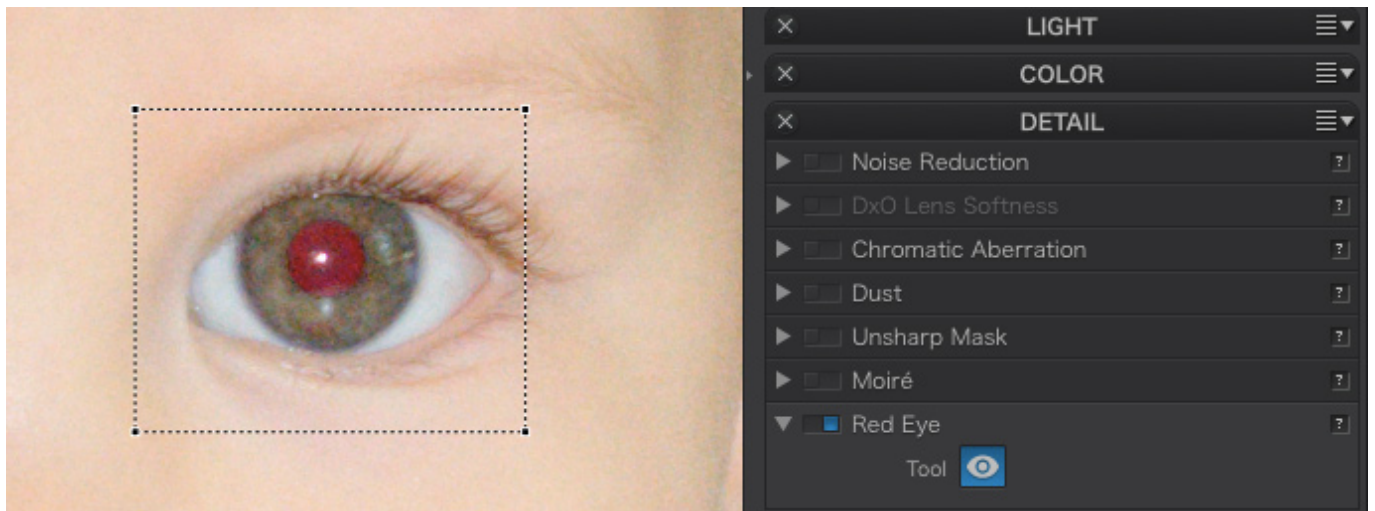 LIGHT
COLOR
DETAIL
Noise Reduction ?
DxO Lens Softness ?
Chromatic Aberration ?
Dust ?
Unsharp Mask ?
Moiré ?
Red Eye ?
Tool